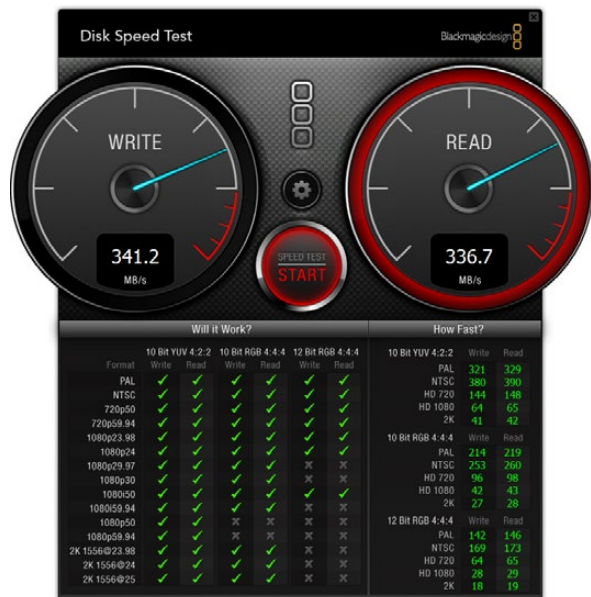 Disk Speed Test
Blackmagicdesign
WRITE
341.2
MB/s
SPEED TEST
START
READ
336.7
MB/s
Will it Work?
10 Bit YUV 4:2:2 10 Bit RGB 4:4:4 12 Bit RGB 4:4:4
Format Write Read Write Read Write Read
PAL ✓ ✓ ✓ ✓ ✓ ✓
NTSC ✓ ✓ ✓ ✓ ✓ ✓
720p50 ✓ ✓ ✓ ✓ ✓ ✓
720p59.94 ✓ ✓ ✓ ✓ ✓ ✓
1080p23.98 ✓ ✓ ✓ ✓ ✓ ✓
1080p24 ✓ ✓ ✓ ✓ ✓ ✓
1080p29.97 ✓ ✓ ✓ ✓ x x
1080p30 ✓ ✓ ✓ ✓ x x
1080i50 ✓ ✓ ✓ ✓ ✓ ✓
1080i59.94 ✓ ✓ ✓ ✓ x x
1080p50 ✓ ✓ x x x x
1080p59.94 ✓ ✓ x x x x
2K 1556@23.98 ✓ ✓ ✓ ✓ x x
2K 1556@24 ✓ ✓ ✓ ✓ x x
2K 1556@25 ✓ ✓ ✓ ✓ x x
How Fast?
10 Bit YUV 4:2:2 Write Read
PAL 321 329
NTSC 380 390
HD 720 144 148
HD 1080 64 65
2K 41 42
10 Bit RGB 4:4:4 Write Read
PAL 214 219
NTSC 253 260
HD 720 96 98
HD 1080 42 43
2K 27 28
12 Bit RGB 4:4:4 Write Read
PAL 142 146
NTSC 169 173
HD 720 64 65
HD 1080 28 29
2K 18 19